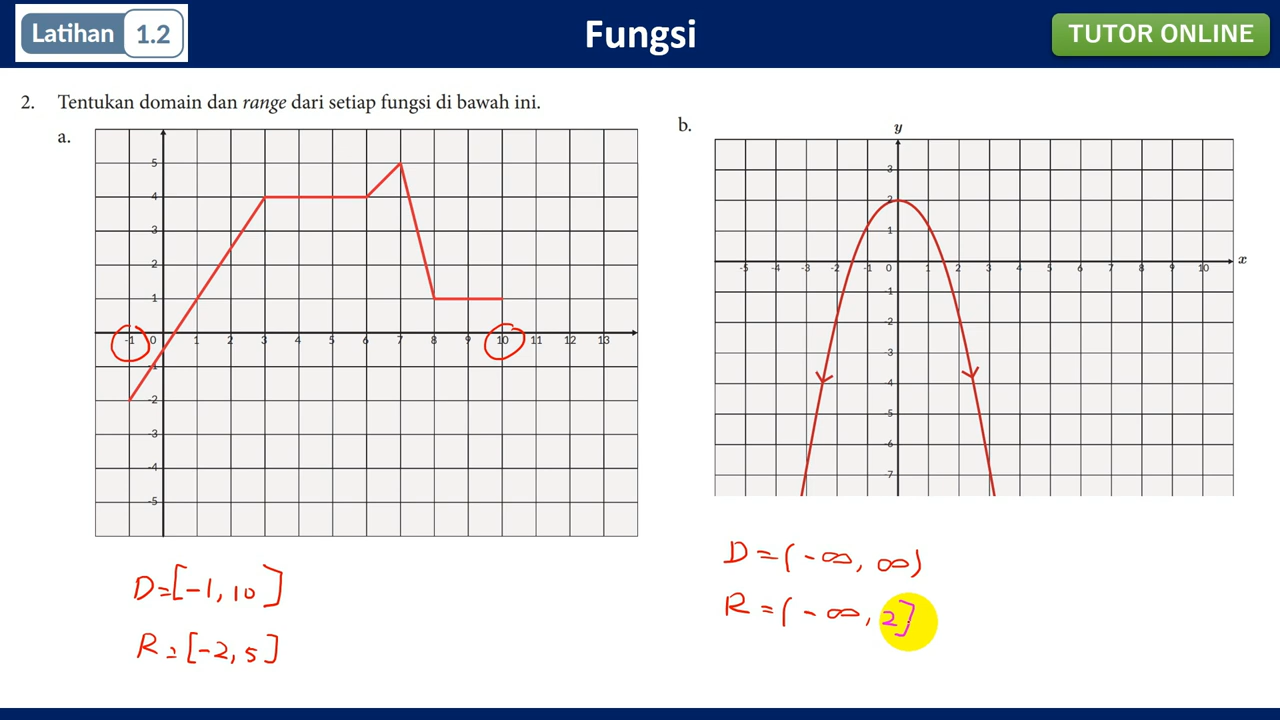 Latihan 1.2
Fungsi
TUTOR ONLINE
2. Tentukan domain dan range dari setiap fungsi di bawah ini.
a.
5
4
3
2
1
-1 0 1 2 3 4 5 6 7 8 9 10 11 12 13
-1
-2
-3
-4
-5
D=[-1, 10]
R=[-2, 5]
b.
y
3
2
1
-5 -4 -3 -2 -1 0 1 2 3 4 5 6 7 8 9 10 x
-1
-2
-3
-4
-5
-6
-7
D=(-∞, ∞)
R=(-∞, 2]